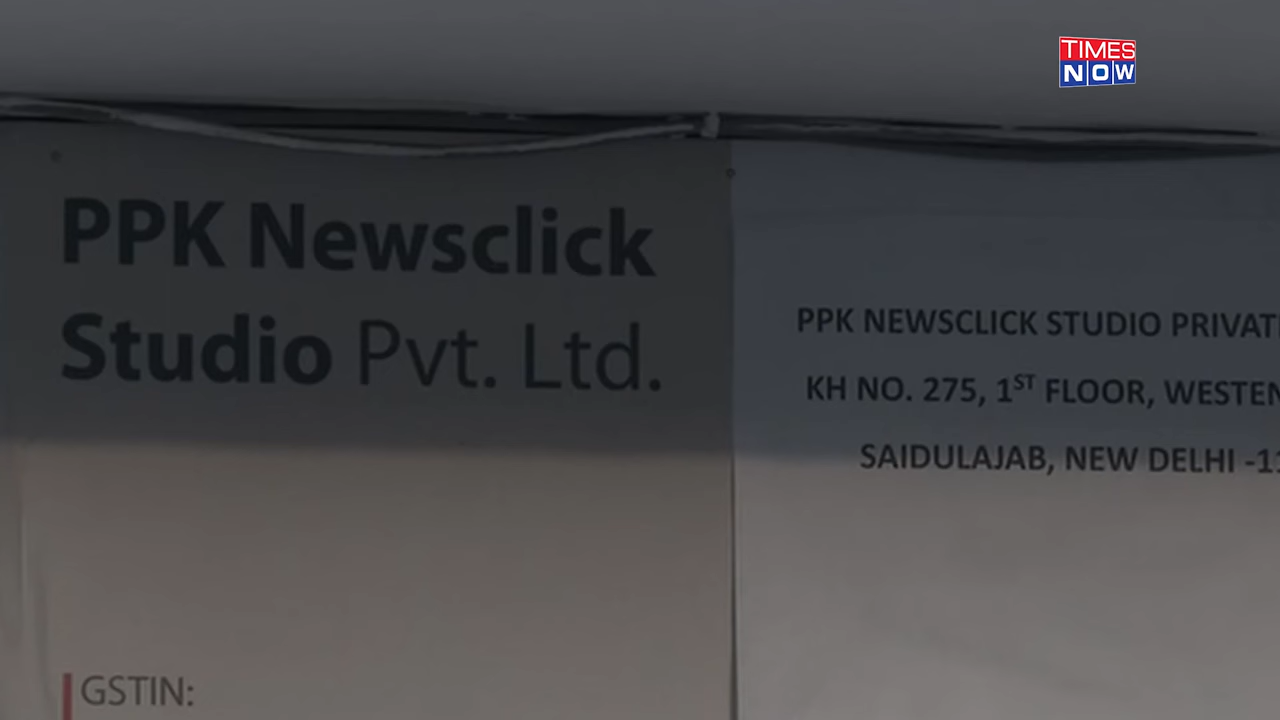 TIMES
NOW
PPK Newsclick
Studio Pvt. Ltd.
GSTIN:
PPK NEWSCLICK STUDIO PRIVAT
KH NO. 275, 1ST FLOOR, WESTEN
SAIDULAJAB, NEW DELHI -11